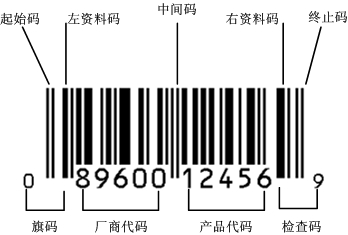 起始码 左资料码 中间码 右资料码 终止码
0 89600 12456 9
旗码 厂商代码 产品代码 检查码